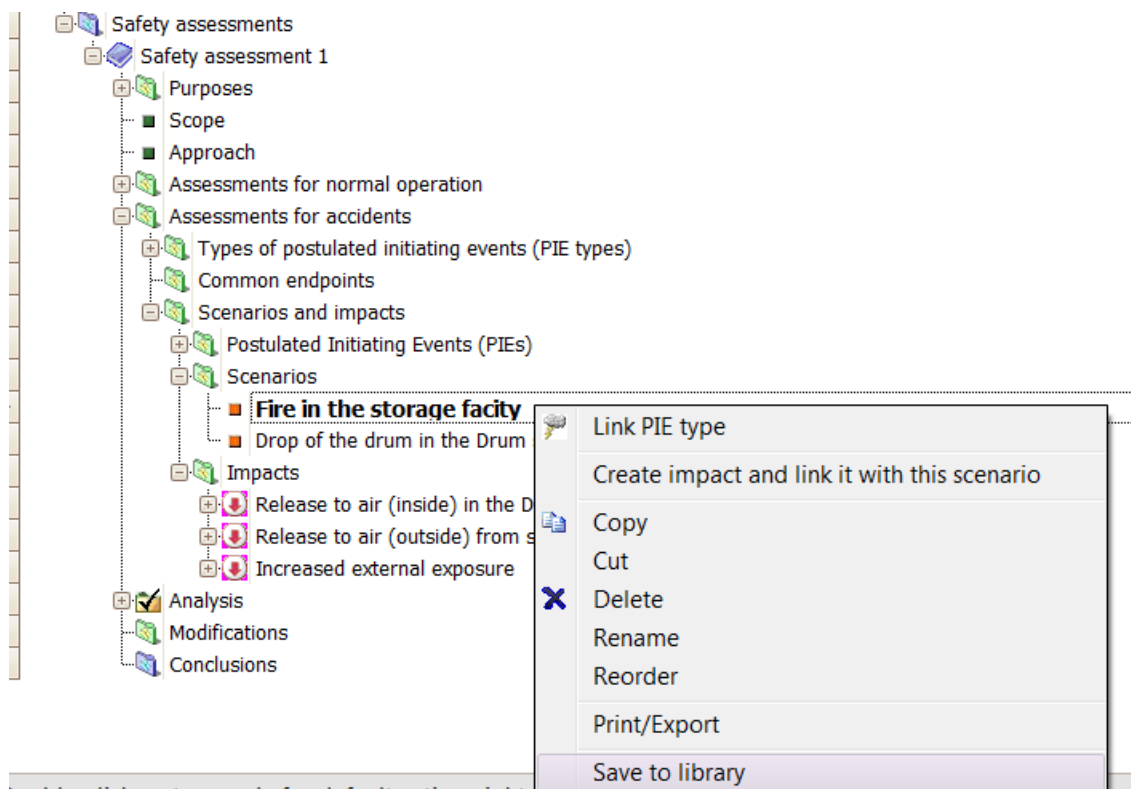 Safety assessments
Safety assessment 1
Purposes
Scope
Approach
Assessments for normal operation
Assessments for accidents
Types of postulated initiating events (PIE types)
Common endpoints
Scenarios and impacts
Postulated Initiating Events (PIEs)
Scenarios
Fire in the storage facity
Drop of the drum in the Drum
Impacts
Release to air (inside) in the D
Release to air (outside) from s
Increased external exposure
Analysis
Modifications
Conclusions
Link PIE type
Create impact and link it with this scenario
Copy
Cut
Delete
Rename
Reorder
Print/Export
Save to library